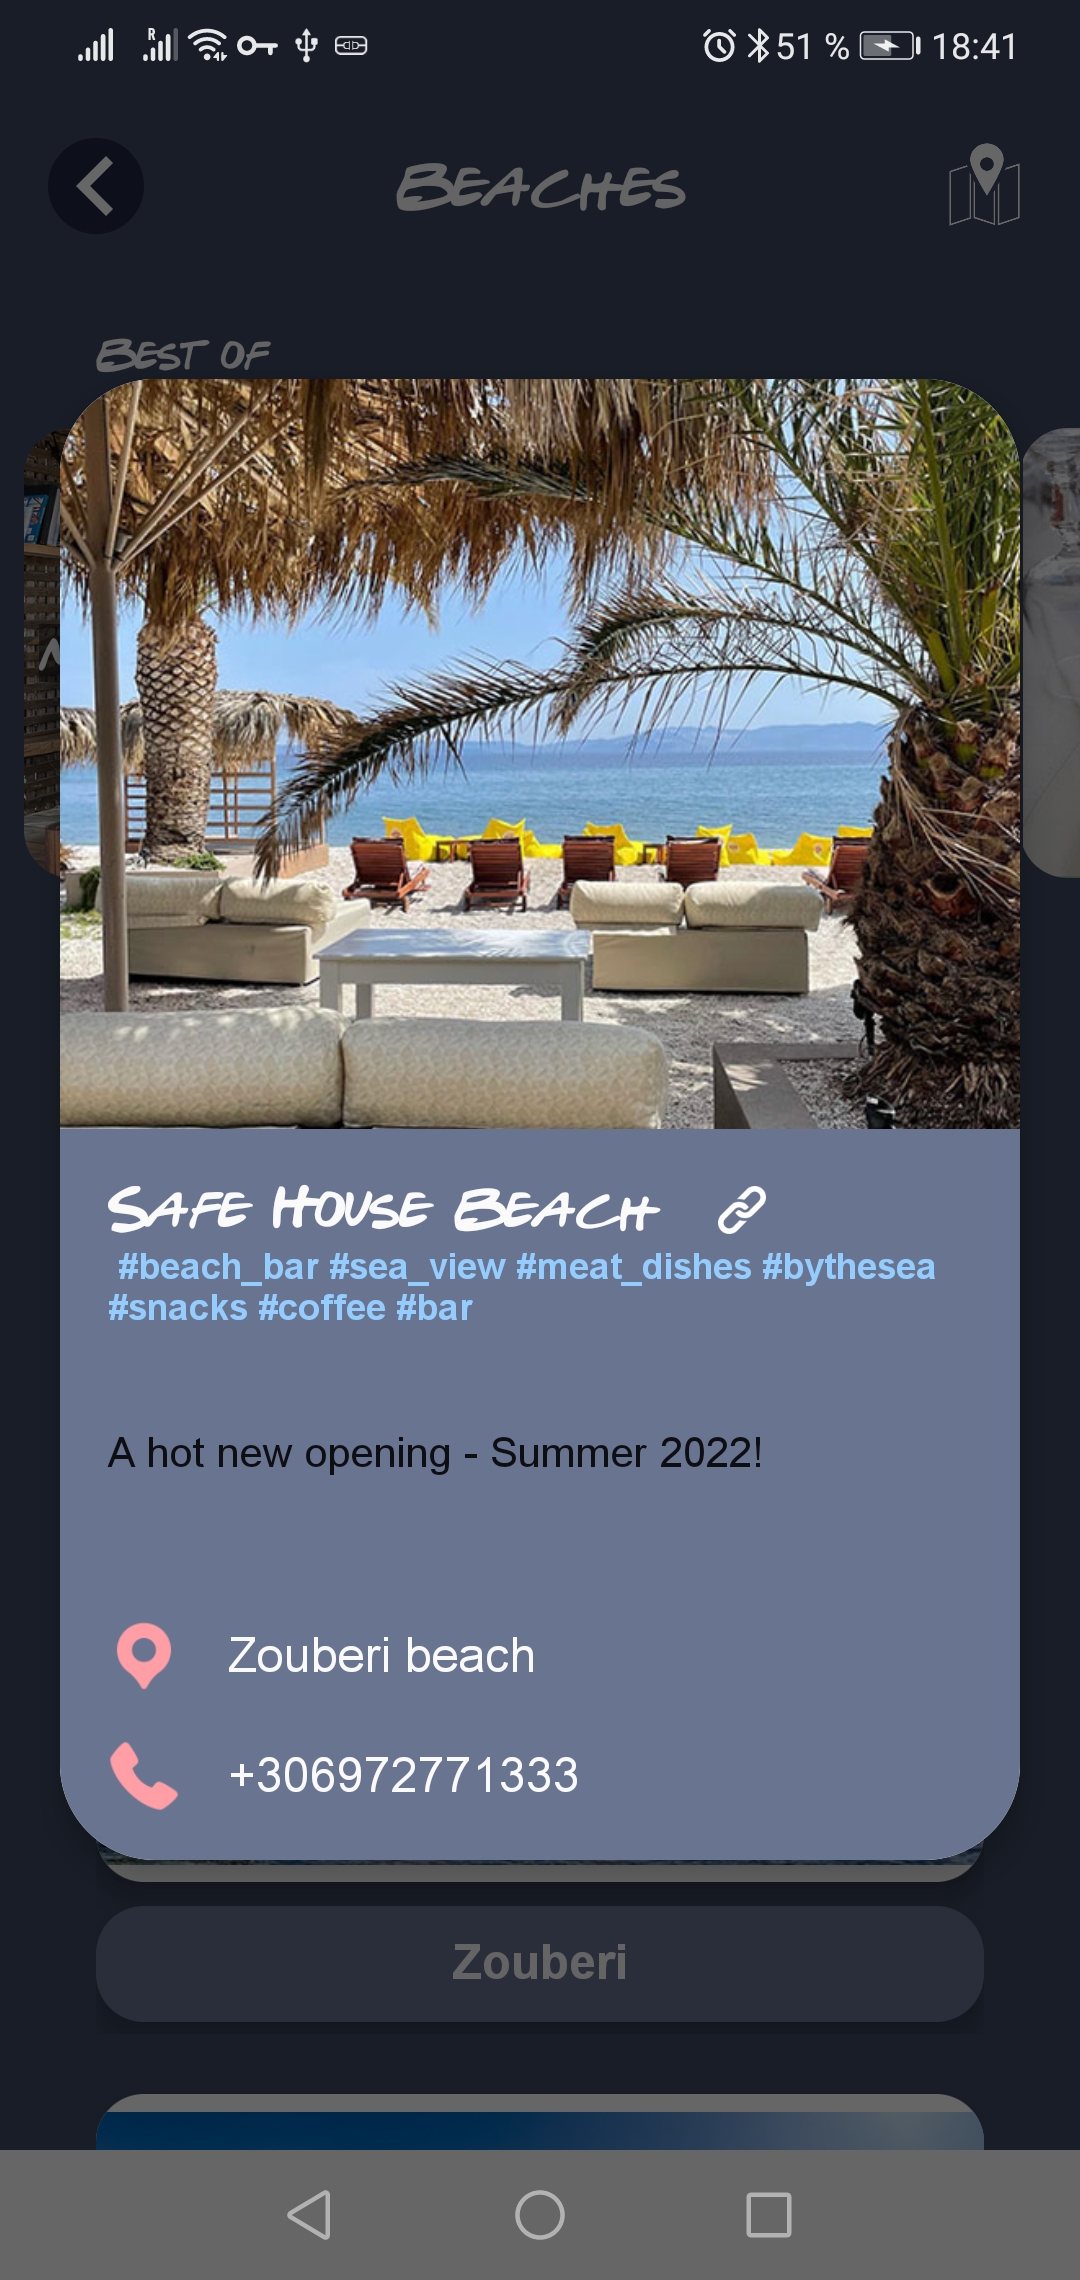 R 51 % 18:41
BEACHES
BEST OF
SAFE HOUSE BEACH
#beach_bar #sea_view #meat_dishes #bythesea
#snacks #coffee #bar
A hot new opening - Summer 2022!
Zouberi beach
+306972771333
Zouberi